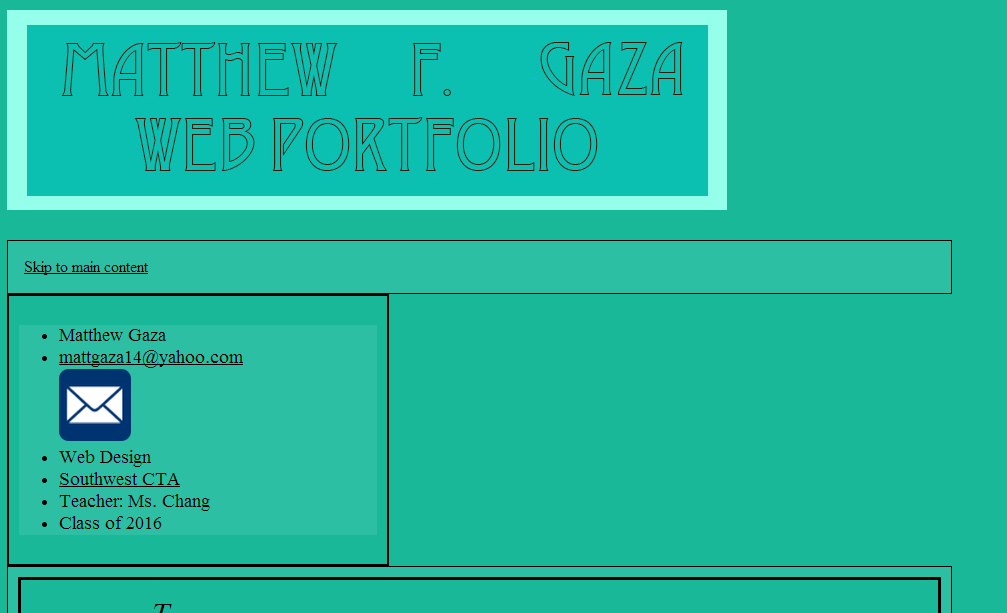 MATTHEW F. GAZA
WEB PORTFOLIO
Skip to main content
Matthew Gaza
mattgaza14@yahoo.com
Web Design
Southwest CTA
Teacher: Ms. Chang
Class of 2016